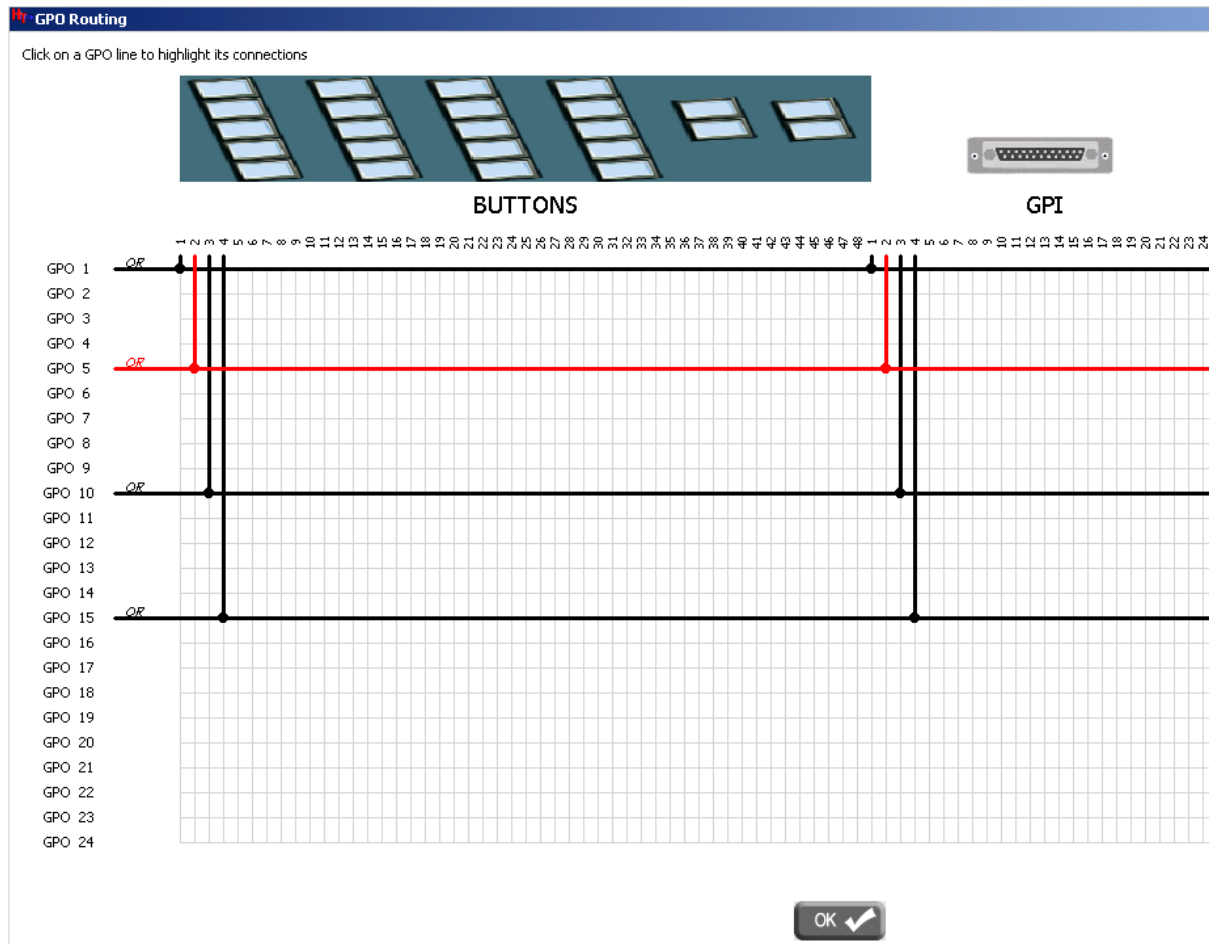 HT GPO Routing
Click on a GPO line to highlight its connections
BUTTONS GPI
1 2 3 4 5 6 7 8 9 10 11 12 13 14 15 16 17 18 19 20 21 22 23 24 25 26 27 28 29 30 31 32 33 34 35 36 37 38 39 40 41 42 43 44 45 46 47 48 1 2 3 4 5 6 7 8 9 10 11 12 13 14 15 16 17 18 19 20 21 22 23 24
GPO 1 OR
GPO 2
GPO 3
GPO 4
GPO 5 OR
GPO 6
GPO 7
GPO 8
GPO 9
GPO 10 OR
GPO 11
GPO 12
GPO 13
GPO 14
GPO 15 OR
GPO 16
GPO 17
GPO 18
GPO 19
GPO 20
GPO 21
GPO 22
GPO 23
GPO 24
OK